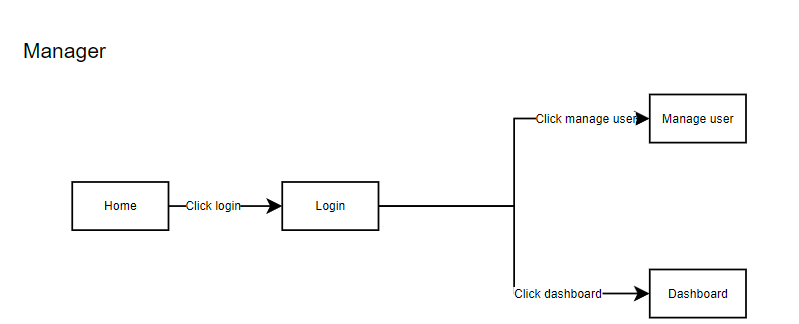 Manager
Click manage user
Manage user
Home
Click login
Login
Click dashboard
Dashboard